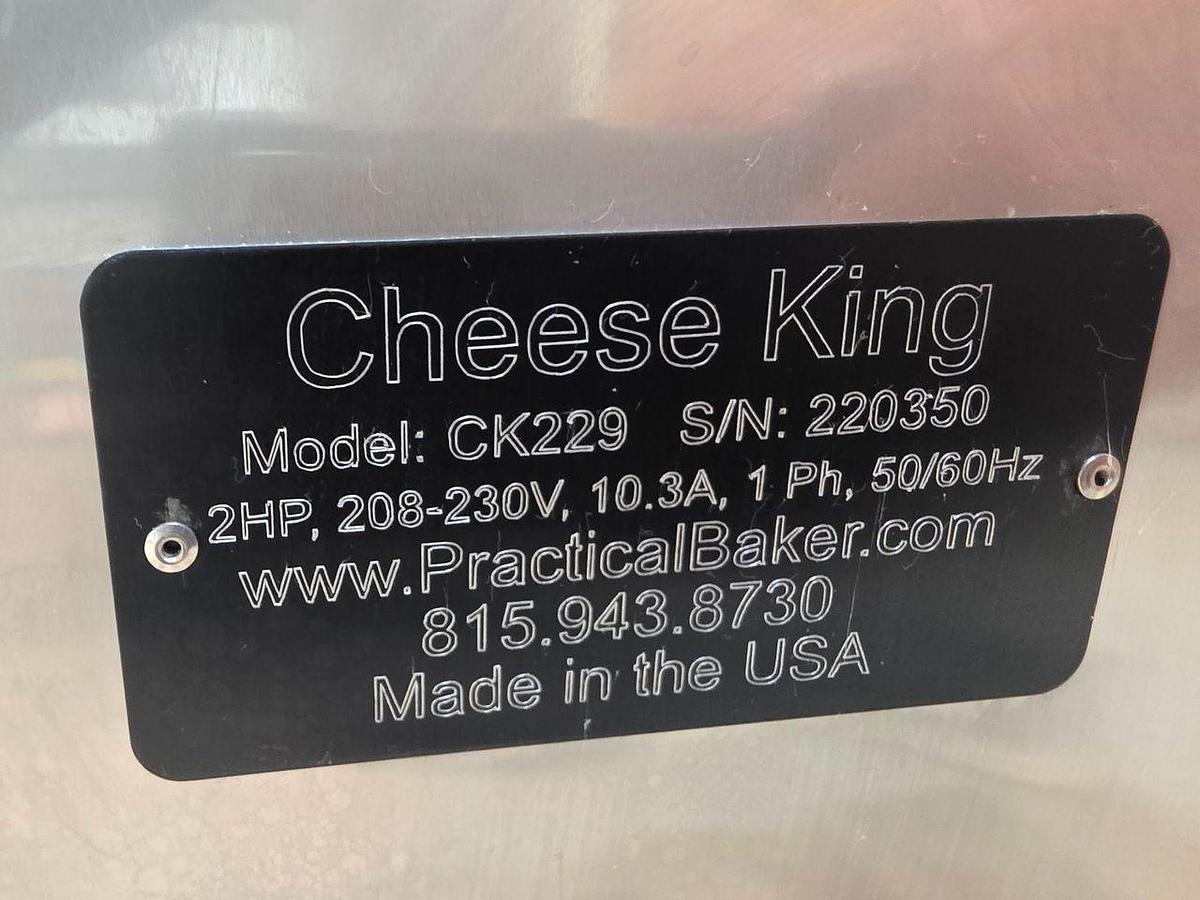 Cheese King
Model: CK229 S/N: 220350
2HP, 208-230V, 10.3A, 1 Ph, 50/60Hz
www.PracticalBaker.com
815.943.8730
Made in the USA